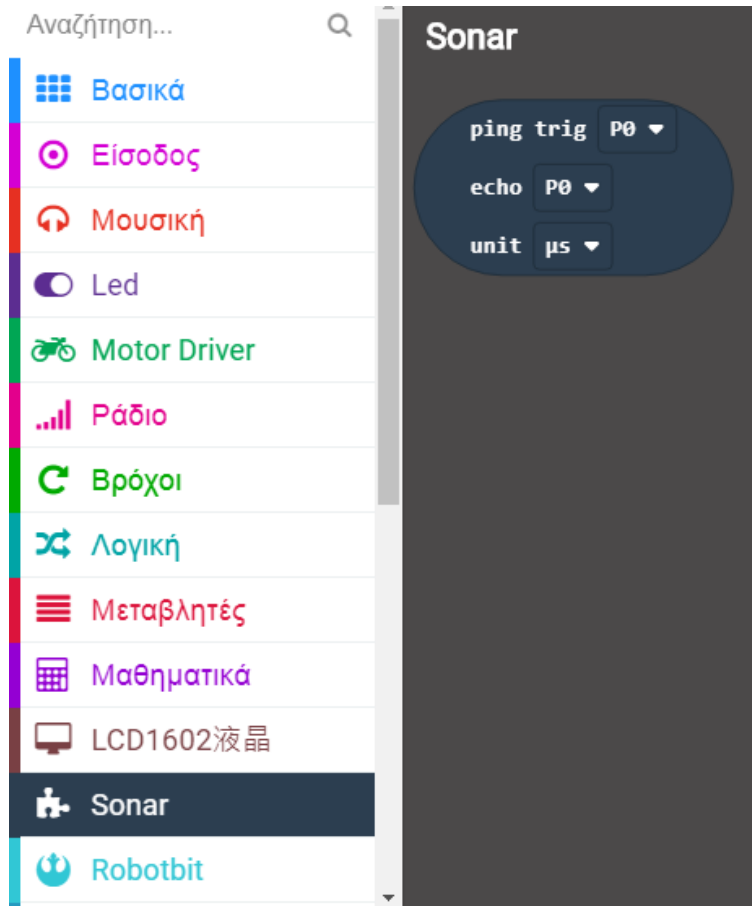 Αναζήτηση...
Βασικά
Είσοδος
Μουσική
Led
Motor Driver
Ράδιο
Βρόχοι
Λογική
Μεταβλητές
Μαθηματικά
LCD1602液晶
Sonar
Robotbit
Sonar
ping trig P0
echo P0
unit µs